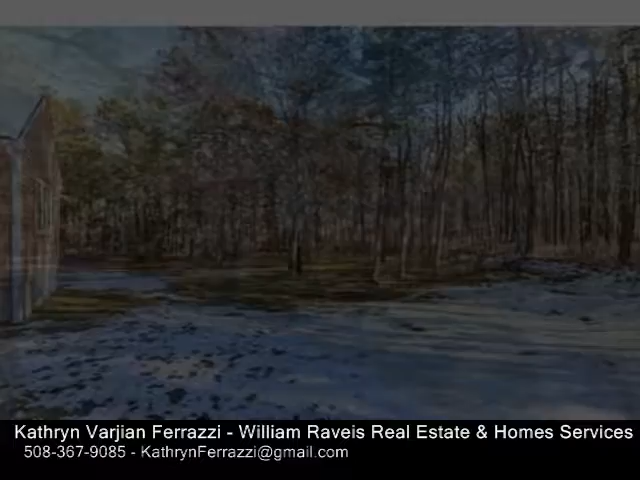 Kathryn Varjian Ferrazzi - William Raveis Real Estate & Homes Services
508-367-9085 - KathrynFerrazzi@gmail.com